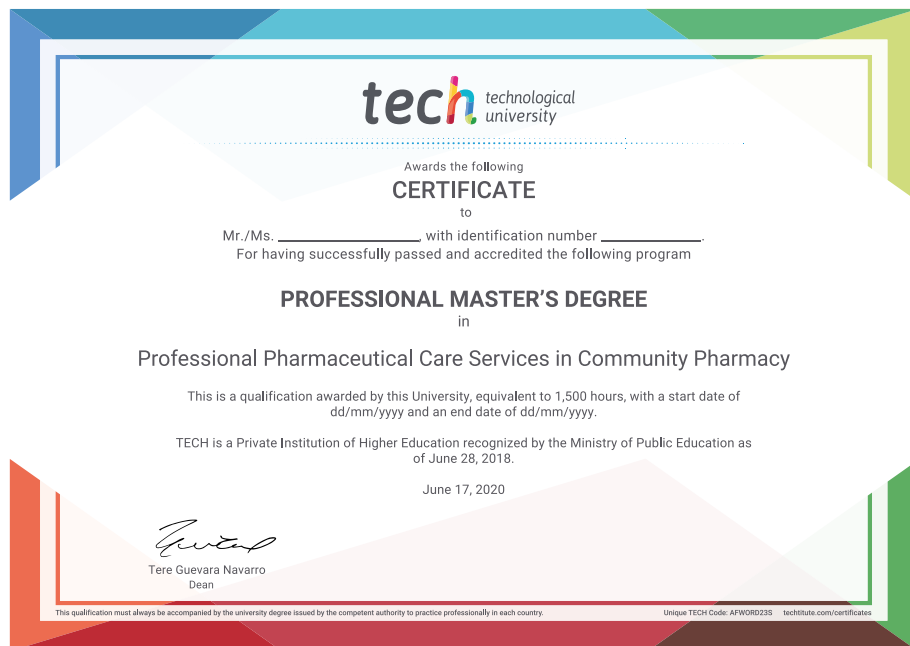 tech technological
university
Awards the following
CERTIFICATE
to
Mr./Ms. ____________, with identification number _________.
For having successfully passed and accredited the following program
PROFESSIONAL MASTER'S DEGREE
in
Professional Pharmaceutical Care Services in Community Pharmacy
This is a qualification awarded by this University, equivalent to 1,500 hours, with a start date of
dd/mm/yyyy and an end date of dd/mm/yyyy.
TECH is a Private Institution of Higher Education recognized by the Ministry of Public Education as
of June 28, 2018.
June 17, 2020
Tere Guevara Navarro
Dean
This qualification must always be accompanied by the university degree issued by the competent authority to practice professionally in each country.
Unique TECH Code: AFWORD23S techtitute.com/certificates